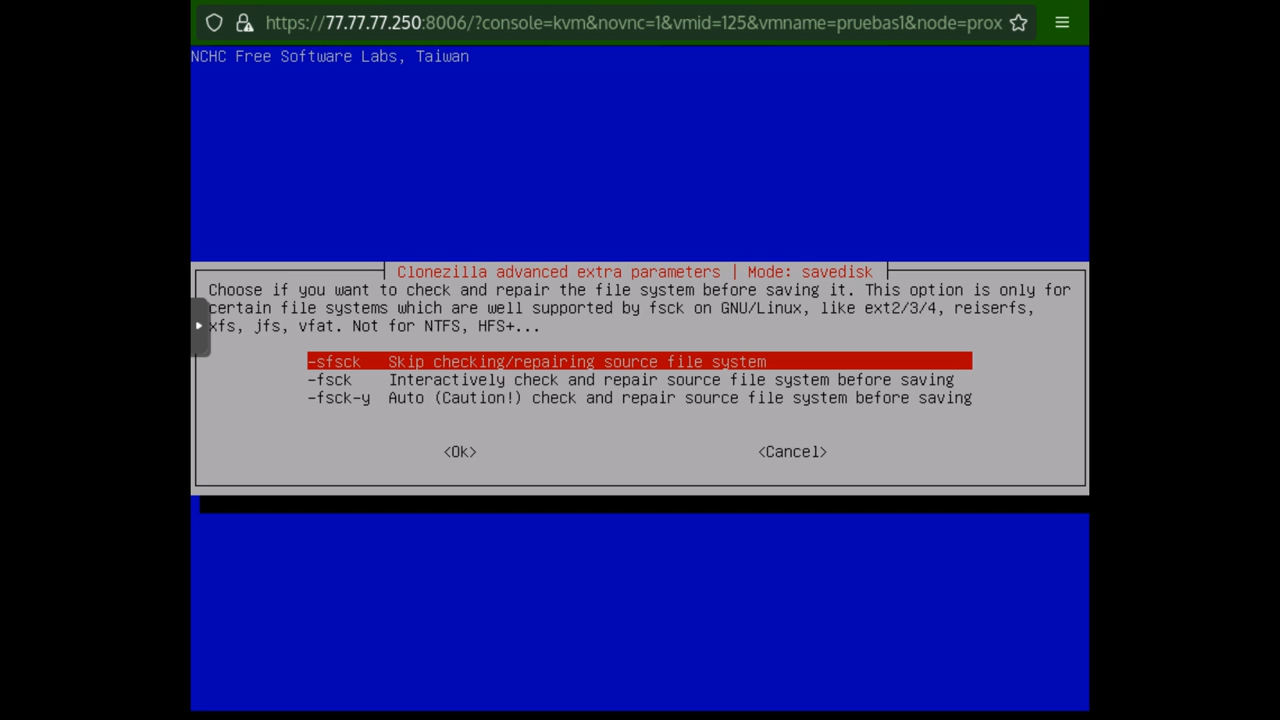 https://77.77.77.250:8006/?console=kvm&novnc=1&vmid=125&vmname=pruebas1&node=prox
NCHC Free Software Labs, Taiwan
Clonezilla advanced extra parameters | Mode: savedisk
Choose if you want to check and repair the file system before saving it. This option is only for
certain file systems which are well supported by fsck on GNU/Linux, like ext2/3/4, reiserfs,
xfs, jfs, vfat. Not for NTFS, HFS+...
-sfsck Skip checking/repairing source file system
-fsck Interactively check and repair source file system before saving
-fsck-y Auto (Caution!) check and repair source file system before saving
<Ok> <Cancel>